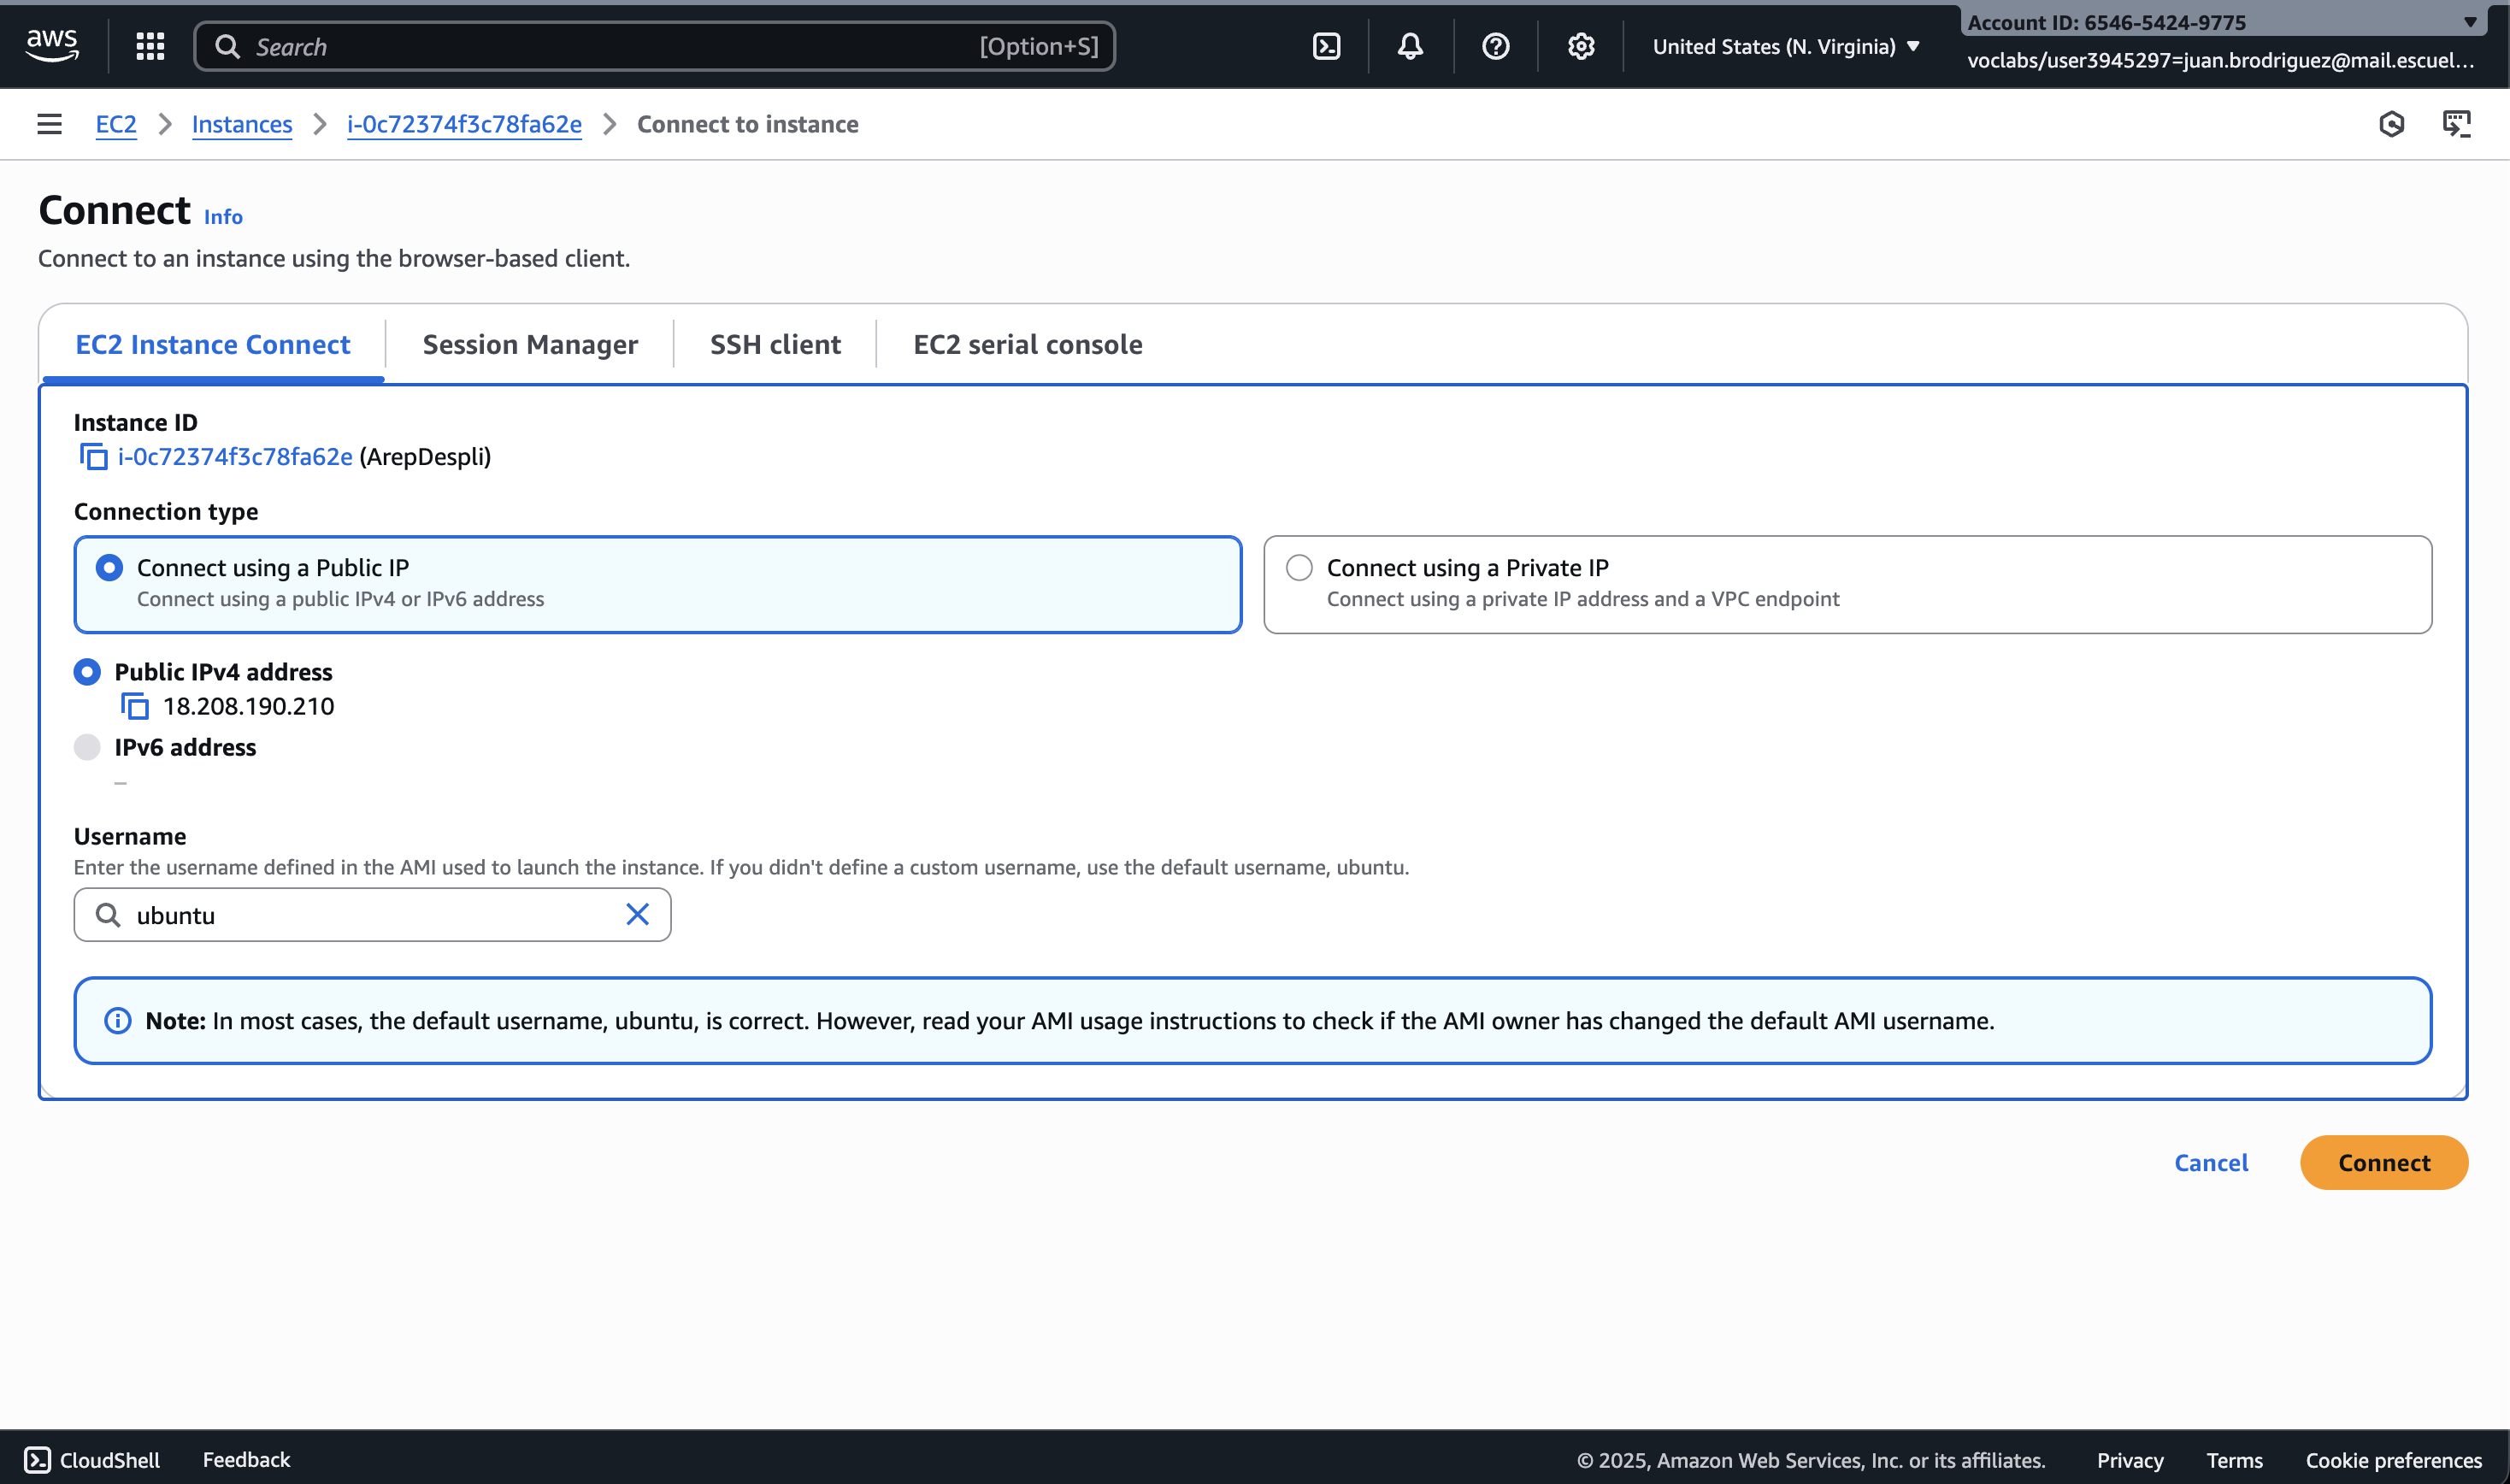 aws
Search [Option+S]
United States (N. Virginia)
Account ID: 6546-5424-9775
voclabs/user3945297=juan.brodriguez@mail.escuel...
EC2 Instances i-0c72374f3c78fa62e Connect to instance
Connect Info
Connect to an instance using the browser-based client.
EC2 Instance Connect Session Manager SSH client EC2 serial console
Instance ID
i-0c72374f3c78fa62e (ArepDespli)
Connection type
Connect using a Public IP
Connect using a public IPv4 or IPv6 address
Connect using a Private IP
Connect using a private IP address and a VPC endpoint
Public IPv4 address
18.208.190.210
IPv6 address
–
Username
Enter the username defined in the AMI used to launch the instance. If you didn't define a custom username, use the default username, ubuntu.
ubuntu
Note: In most cases, the default username, ubuntu, is correct. However, read your AMI usage instructions to check if the AMI owner has changed the default AMI username.
Cancel Connect
CloudShell Feedback © 2025, Amazon Web Services, Inc. or its affiliates. Privacy Terms Cookie preferences